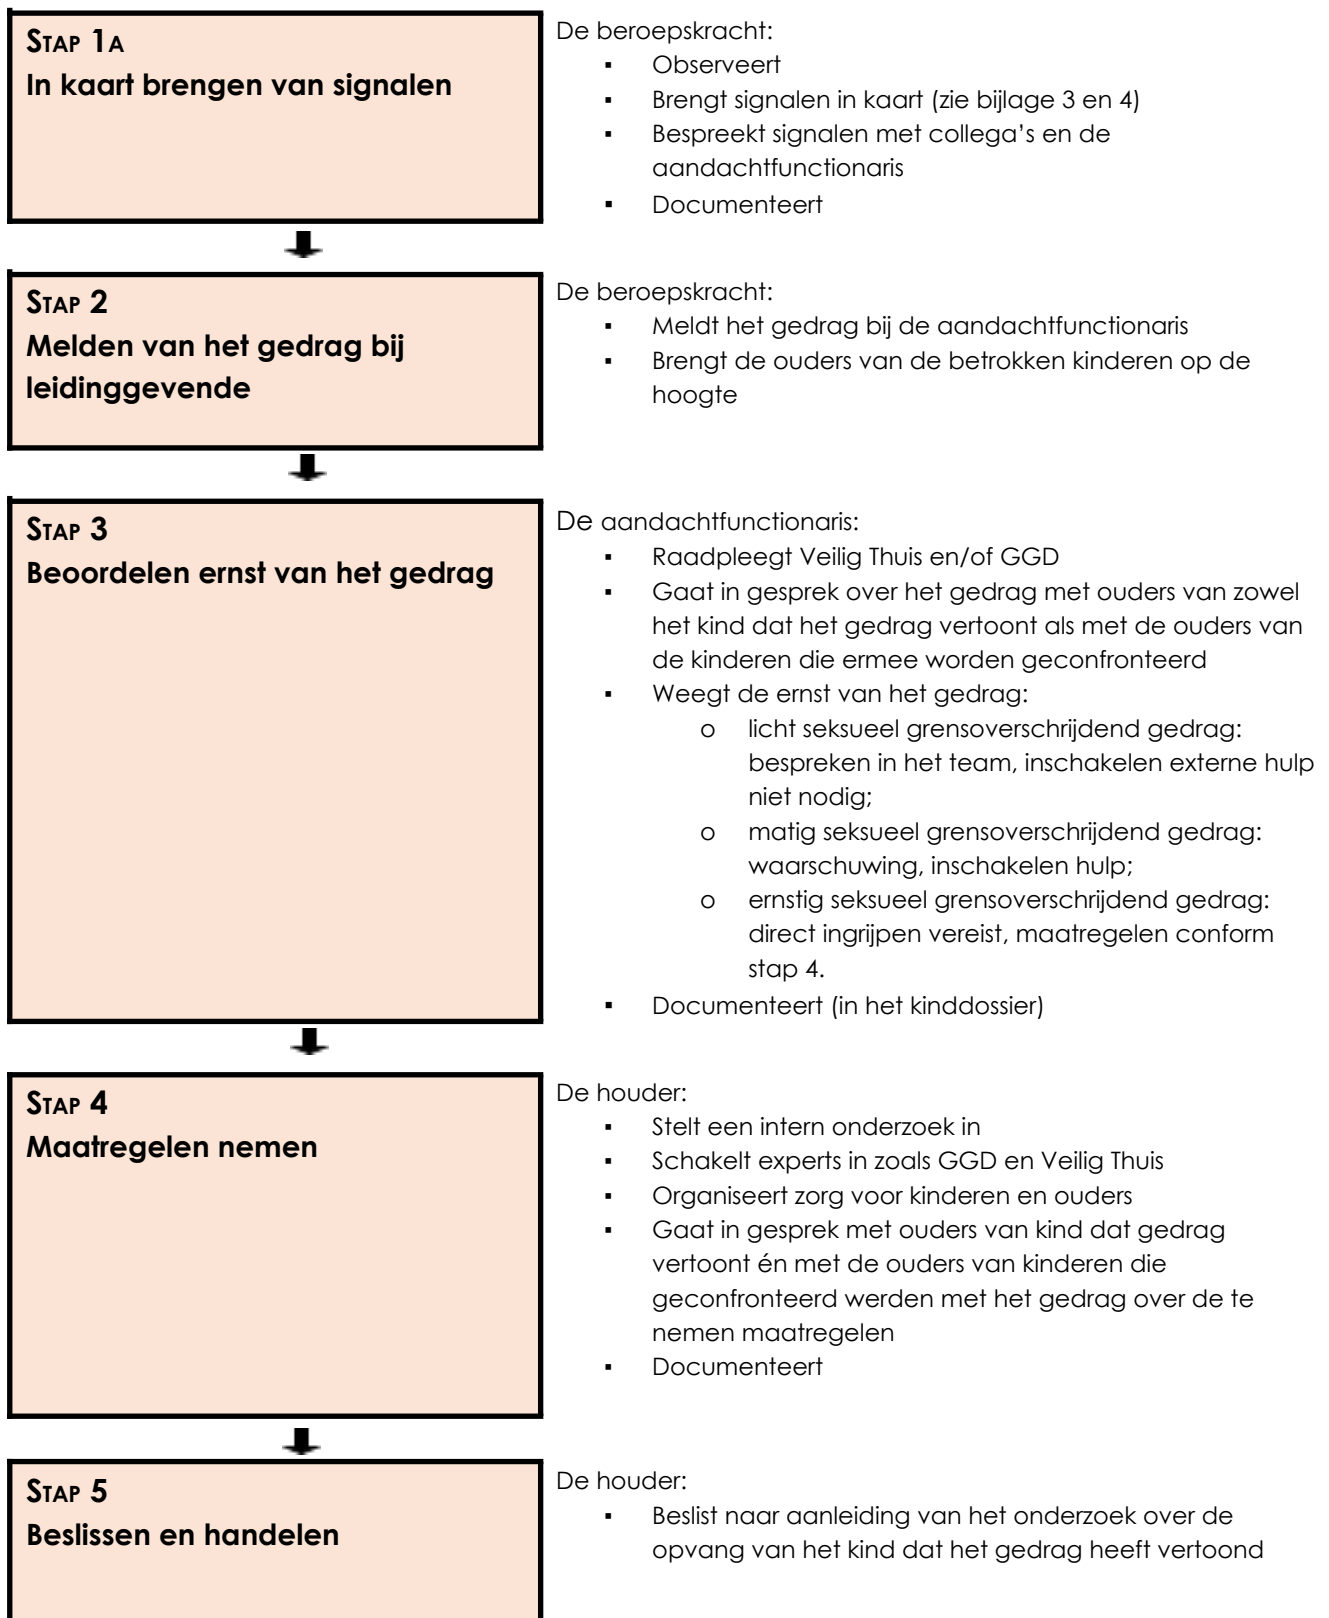 STAP 1A
In kaart brengen van signalen
De beroepskracht:
▪ Observeert
▪ Brengt signalen in kaart (zie bijlage 3 en 4)
▪ Bespreekt signalen met collega's en de
aandachtfunctionaris
▪ Documenteert
STAP 2
Melden van het gedrag bij
leidinggevende
De beroepskracht:
▪ Meldt het gedrag bij de aandachtfunctionaris
▪ Brengt de ouders van de betrokken kinderen op de
hoogte
STAP 3
Beoordelen ernst van het gedrag
De aandachtfunctionaris:
▪ Raadpleegt Veilig Thuis en/of GGD
▪ Gaat in gesprek over het gedrag met ouders van zowel
het kind dat het gedrag vertoont als met de ouders van
de kinderen die ermee worden geconfronteerd
▪ Weegt de ernst van het gedrag:
o licht seksueel grensoverschrijdend gedrag:
bespreken in het team, inschakelen externe hulp
niet nodig;
o matig seksueel grensoverschrijdend gedrag:
waarschuwing, inschakelen hulp;
o ernstig seksueel grensoverschrijdend gedrag:
direct ingrijpen vereist, maatregelen conform
stap 4.
▪ Documenteert (in het kinddossier)
STAP 4
Maatregelen nemen
De houder:
▪ Stelt een intern onderzoek in
▪ Schakelt experts in zoals GGD en Veilig Thuis
▪ Organiseert zorg voor kinderen en ouders
▪ Gaat in gesprek met ouders van kind dat gedrag
vertoont én met de ouders van kinderen die
geconfronteerd werden met het gedrag over de te
nemen maatregelen
▪ Documenteert
STAP 5
Beslissen en handelen
De houder:
▪ Beslist naar aanleiding van het onderzoek over de
opvang van het kind dat het gedrag heeft vertoond